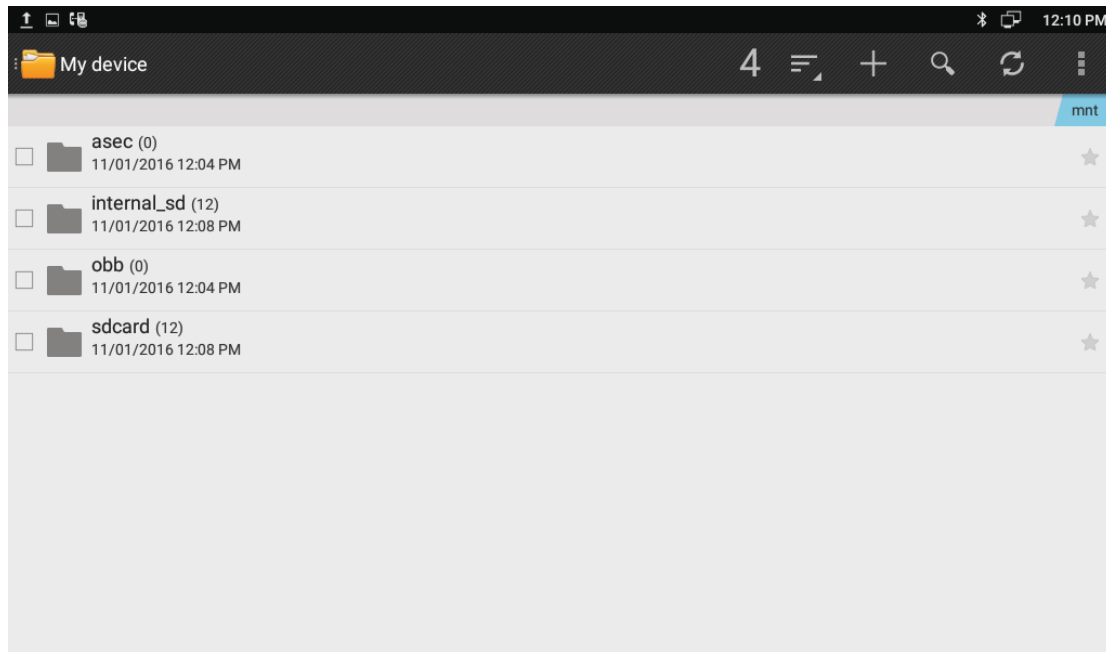 12:10 PM
My device
4
mnt
asec (0)
11/01/2016 12:04 PM
internal_sd (12)
11/01/2016 12:08 PM
obb (0)
11/01/2016 12:04 PM
sdcard (12)
11/01/2016 12:08 PM